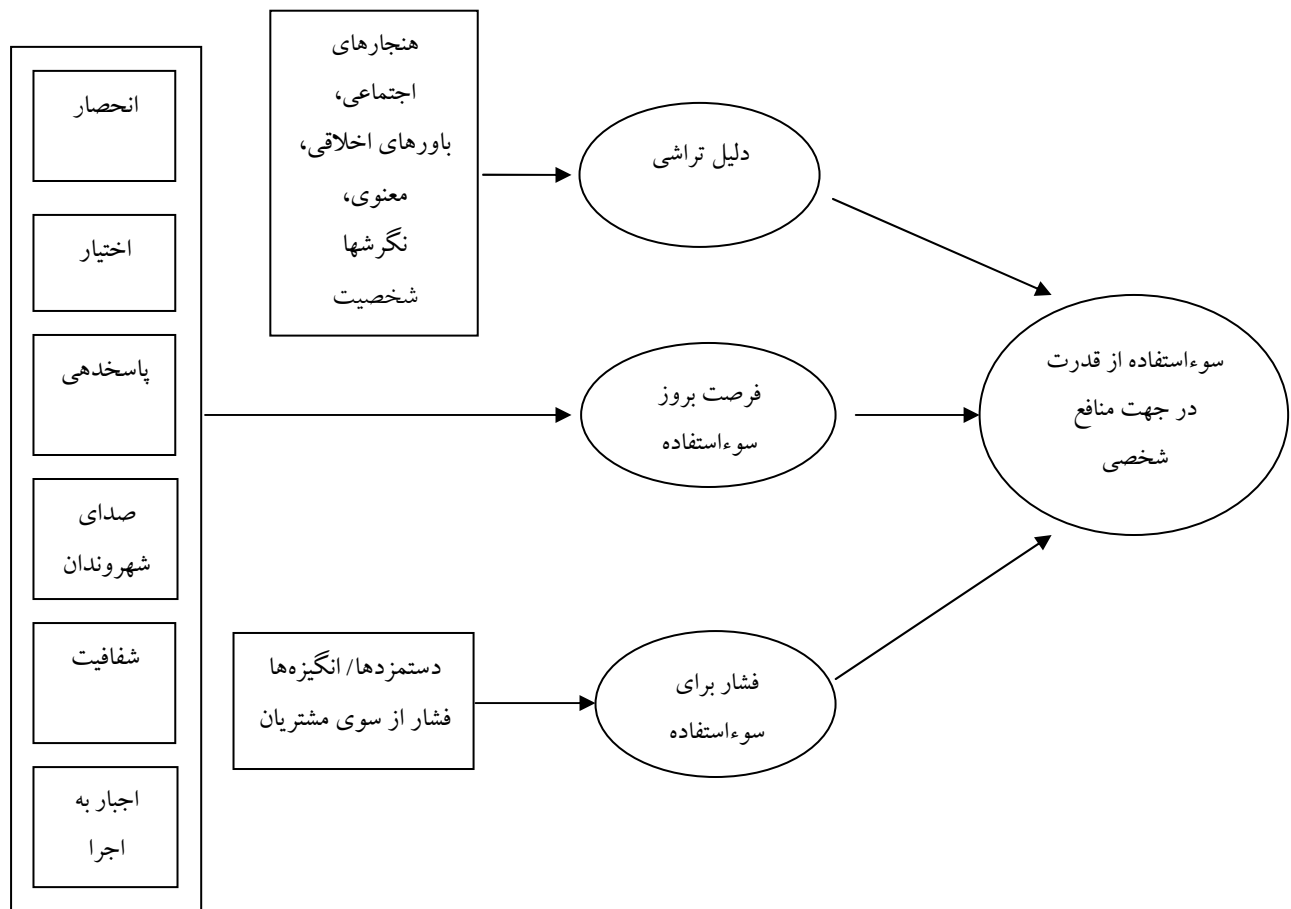 هنجارهای
اجتماعی،
باورهای اخلاقی،
معنوی،
نگرشها
شخصیت
انحصار
اختیار
پاسخدهی
صدای
شهروندان
شفافیت
اجبار به
اجرا
دستمزدها/ انگیزه‌ها
فشار از سوی مشتریان
دلیل تراشی
فرصت بروز
سوءاستفاده
فشار برای
سوءاستفاده
سوءاستفاده از قدرت
در جهت منافع
شخصی